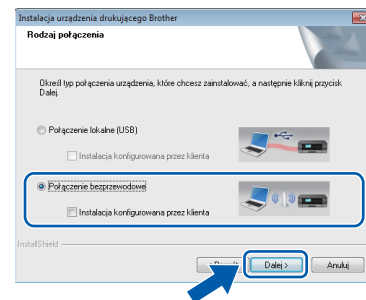 Instalacja urządzenia drukującego Brother
Rodzaj połączenia
Określ typ połączenia urządzenia, które chcesz zainstalować, a następnie kliknij przycisk
Dalej.
Połączenie lokalne (USB)
Instalacja konfigurowana przez klienta
Połączenie bezprzewodowe
Instalacja konfigurowana przez klienta
InstallShield
Dalej > Anuluj